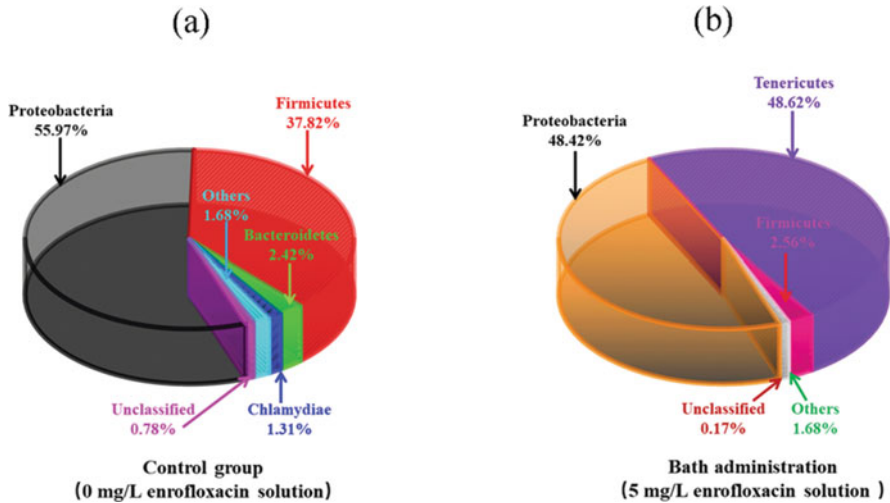 (a)
Proteobacteria
55.97%
Firmicutes
37.82%
Others
1.68%
Bacteroidetes
2.42%
Unclassified
0.78%
Chlamydiae
1.31%
Control group
(0 mg/L enrofloxacin solution)
(b)
Proteobacteria
48.42%
Tenericutes
48.62%
Firmicutes
2.56%
Unclassified
0.17%
Others
1.68%
Bath administration
(5 mg/L enrofloxacin solution )